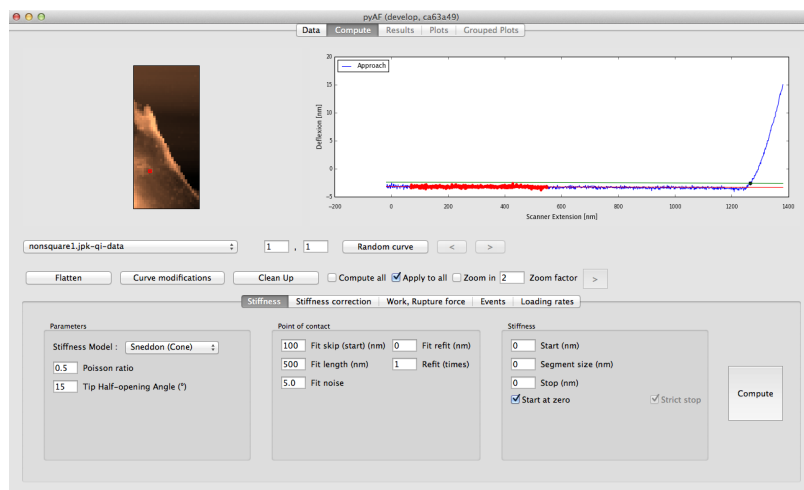 pyAF (develop, ca63a49)
Data Compute Results Plots Grouped Plots
20
15
10
5
0
−5
Deflexion [nm]
Approach
−200 0 200 400 600 800 1000 1200 1400
Scanner Extension [nm]
nonsquare1.jpk-qi-data 1 , 1 Random curve < >
Flatten Curve modifications Clean Up Compute all Apply to all Zoom in 2 Zoom factor >
Stiffness Stiffness correction Work, Rupture force Events Loading rates
Parameters
Stiffness Model : Sneddon (Cone)
0.5 Poisson ratio
15 Tip Half-opening Angle (°)
Point of contact
100 Fit skip (start) (nm) 0 Fit refit (nm)
500 Fit length (nm) 1 Refit (times)
5.0 Fit noise
Stiffness
0 Start (nm)
0 Segment size (nm)
0 Stop (nm)
Start at zero Strict stop
Compute